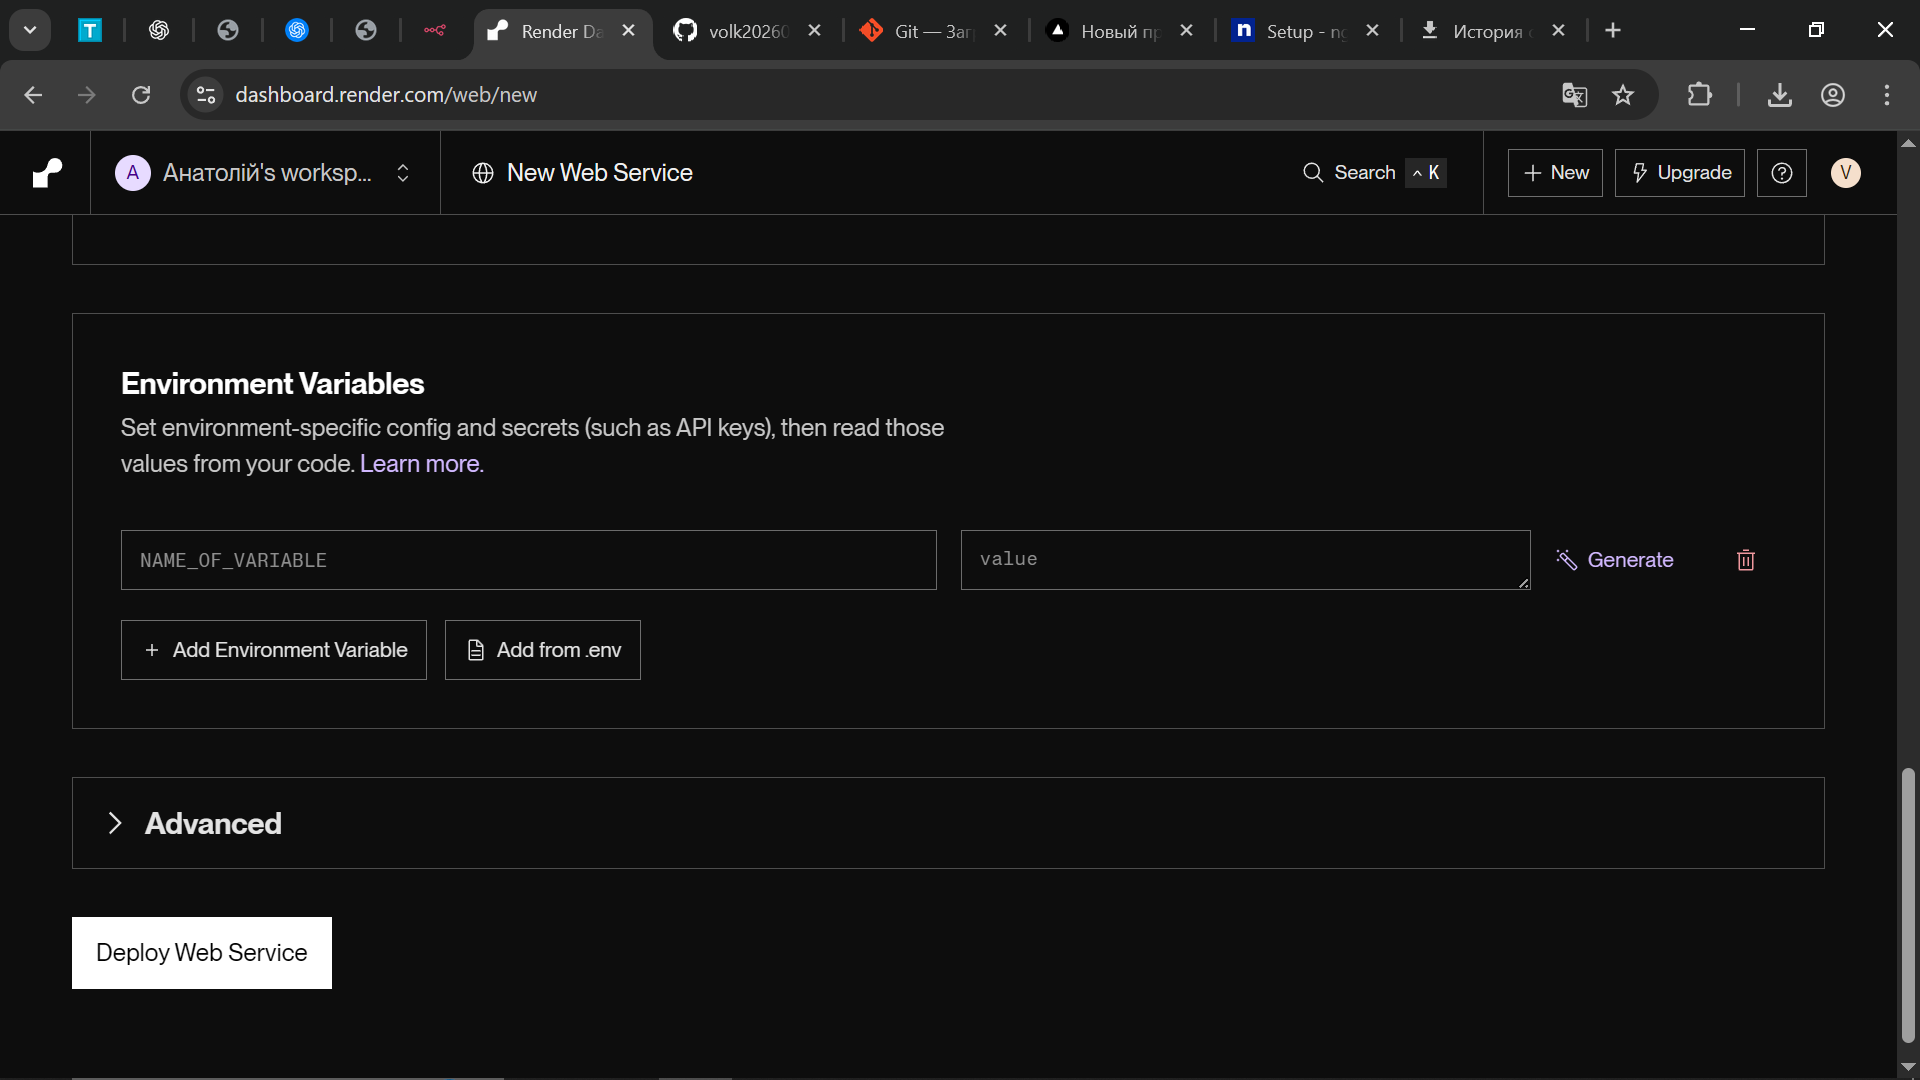 Render Da
volk20260
Git — Заг
Новый пр
Setup - ng
История
dashboard.render.com/web/new
A
Анатолій's worksp...
New Web Service
Search
K
New
Upgrade
V
Environment Variables
Set environment-specific config and secrets (such as API keys), then read those
values from your code. Learn more.
NAME_OF_VARIABLE
value
Generate
+ Add Environment Variable
Add from .env
Advanced
Deploy Web Service